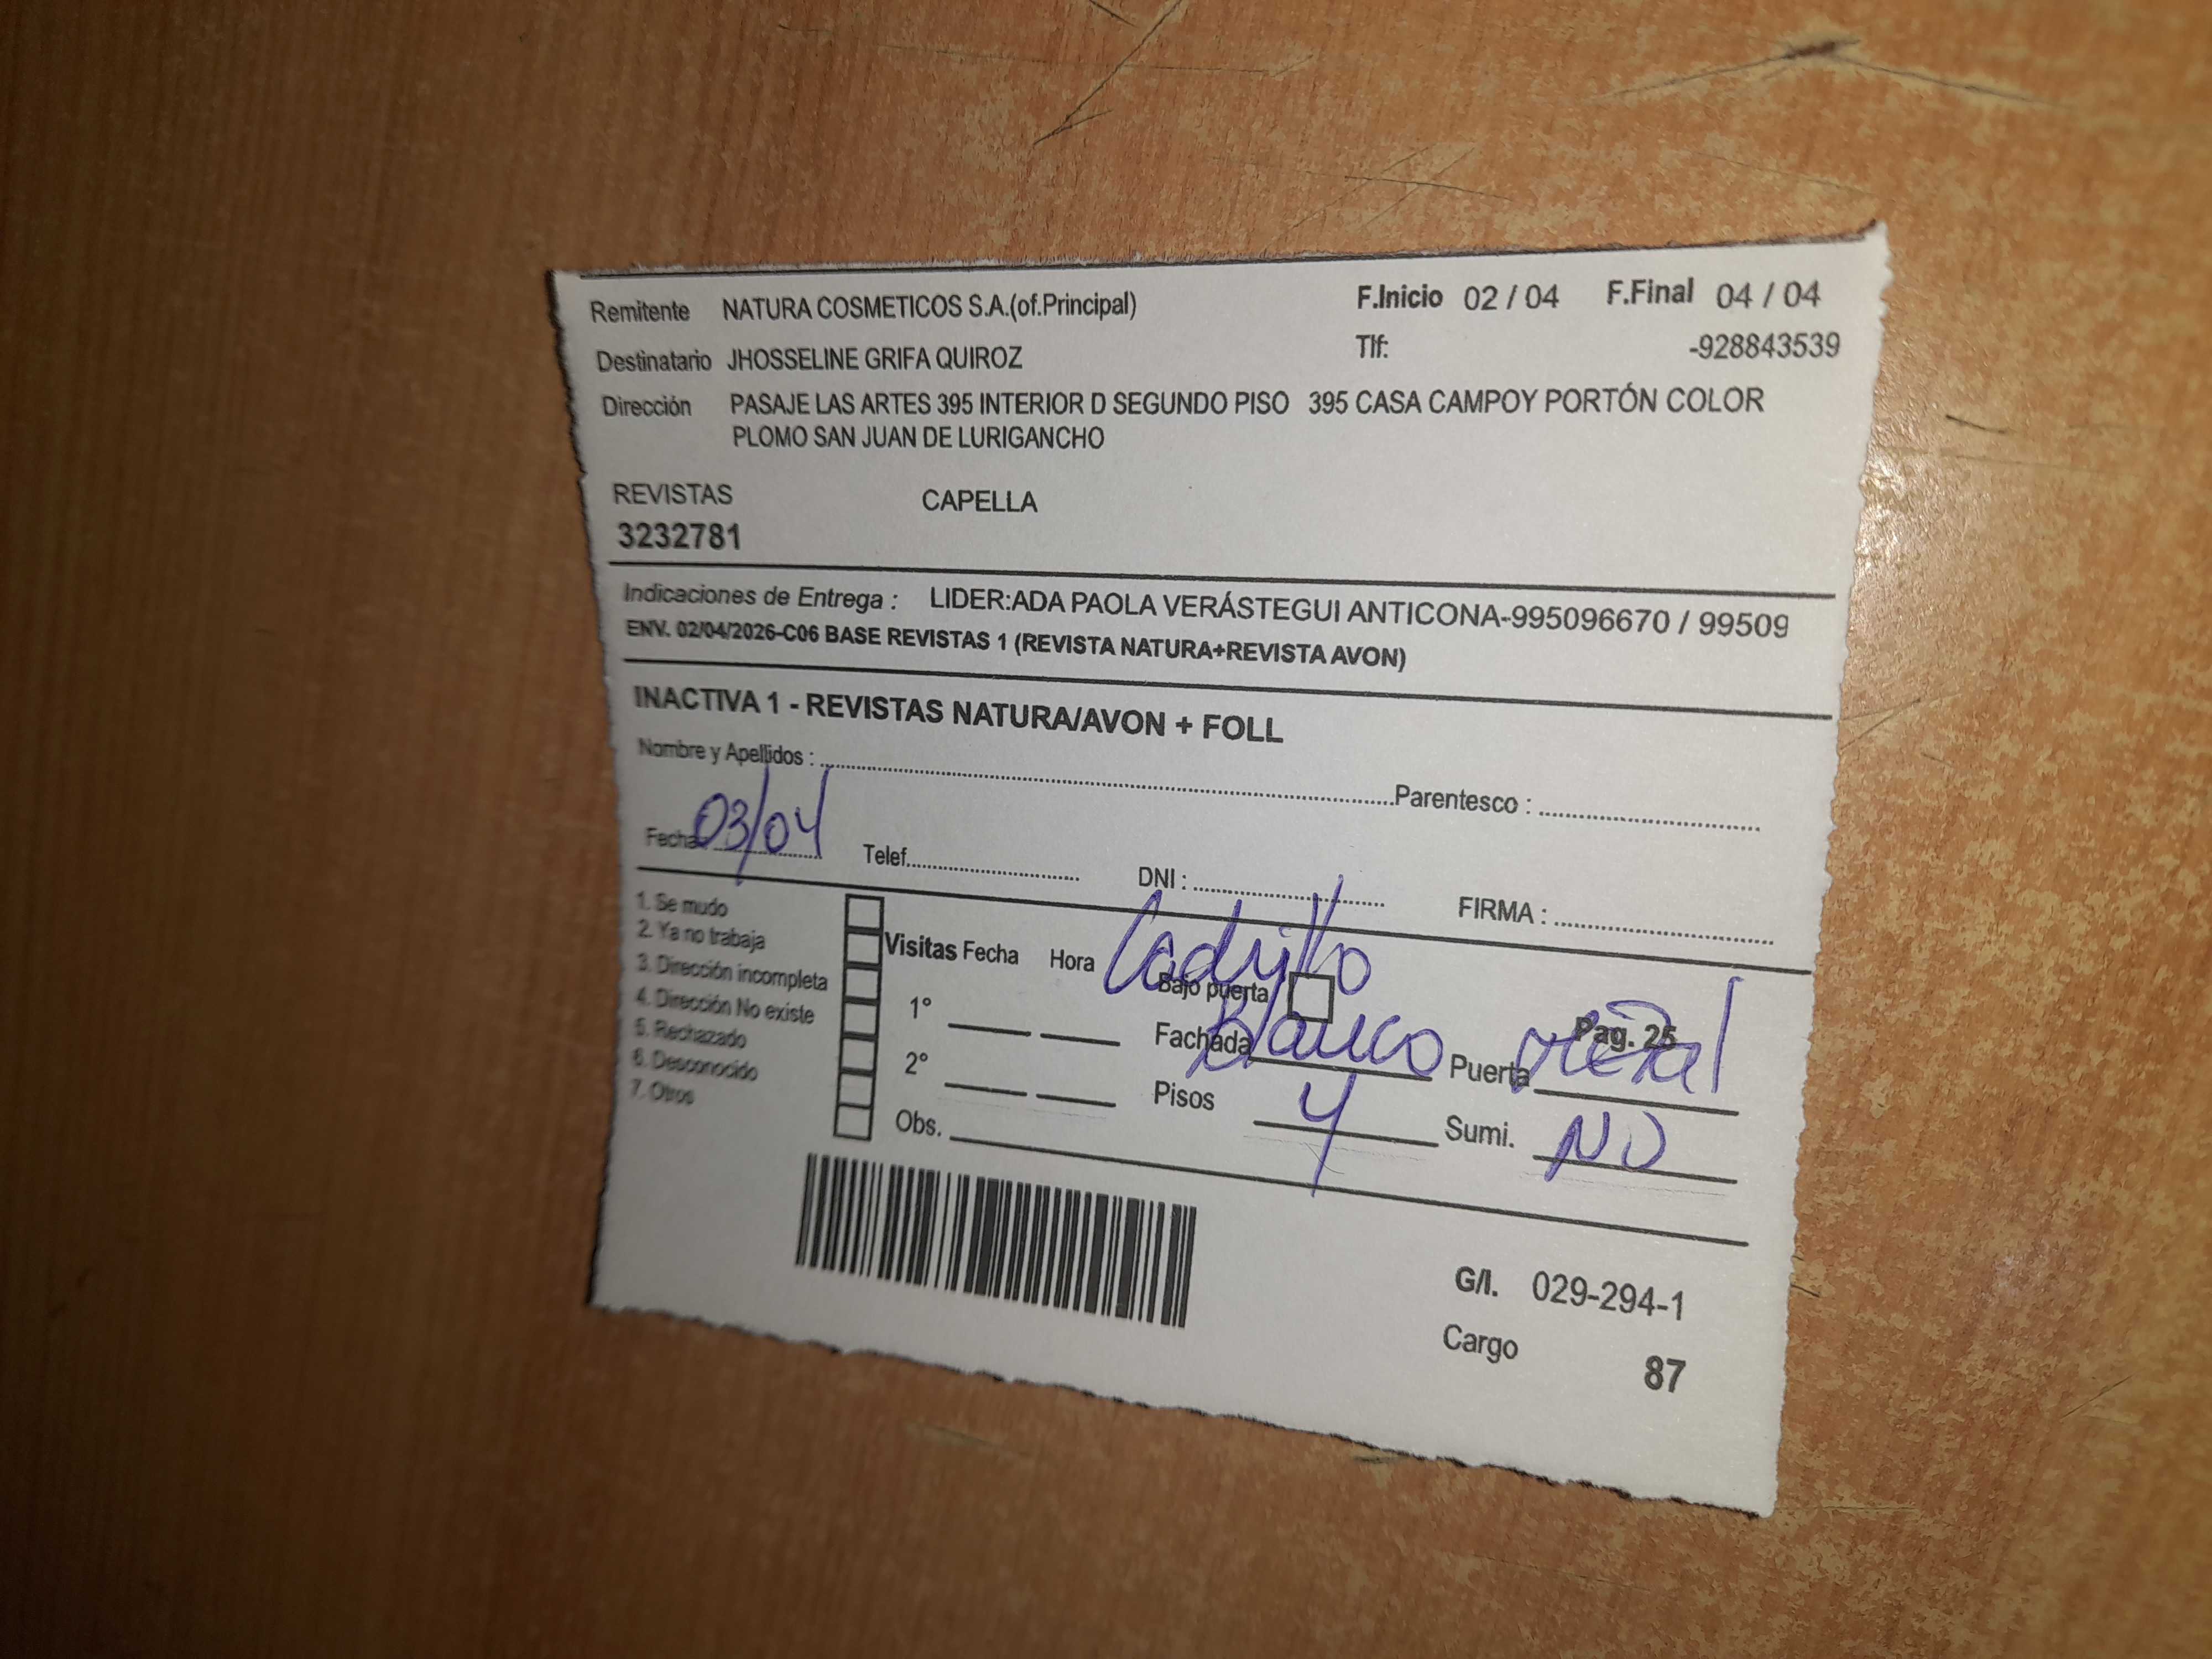 Remitente NATURA COSMETICOS S.A.(of.Principal) F.Inicio 02 / 04 F.Final 04 / 04
Destinatario JHOSSELINE GRIFA QUIROZ Tlf: -928843539
Dirección PASAJE LAS ARTES 395 INTERIOR D SEGUNDO PISO 395 CASA CAMPOY PORTÓN COLOR
PLOMO SAN JUAN DE LURIGANCHO
REVISTAS CAPELLA
3232781
Indicaciones de Entrega : LIDER:ADA PAOLA VERÁSTEGUI ANTICONA-995096670 / 99509
ENV. 02/04/2026-C06 BASE REVISTAS 1 (REVISTA NATURA+REVISTA AVON)
INACTIVA 1 - REVISTAS NATURA/AVON + FOLL
Nombre y Apellidos : Parentesco :
Fecha 03/04 Telef. DNI : FIRMA :
1. Se mudo
2. Ya no trabaja
3. Dirección incompleta
4. Dirección No existe
5. Rechazado
6. Desconocido
7. Otros
Visitas Fecha Hora Ladrillo
Bajo puerta
1° Fachada Blanco Puerta metal Pag. 25
2° Pisos 4 Sumi. NO
Obs.
G/I. 029-294-1
Cargo 87